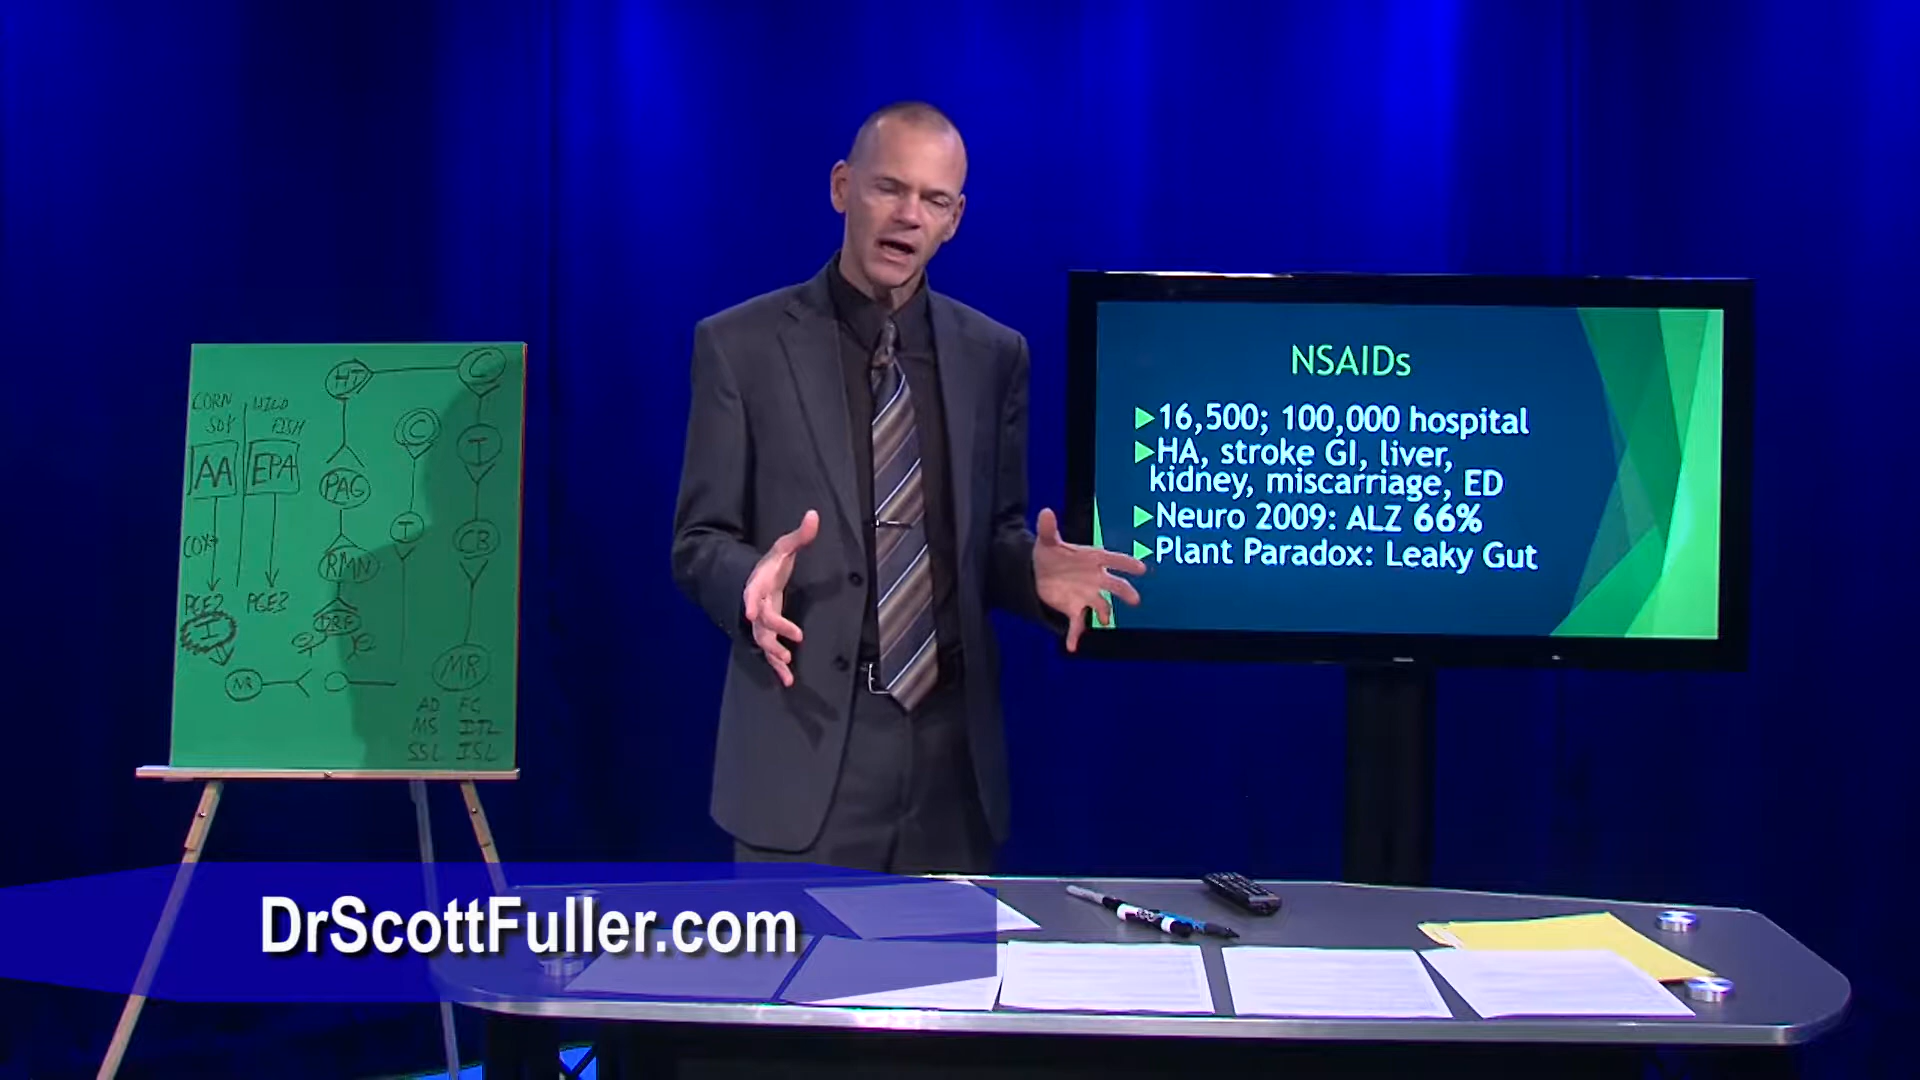 CORN
WILD
SOY
FISH
AA
EPA
COX
PGE2
PGE3
I
NR
HT
C
C
T
PAG
T
CB
RMN
DRF
MR
AD FC
MS ITL
SSL ISL
NSAIDs
16,500; 100,000 hospital
HA, stroke GI, liver,
kidney, miscarriage, ED
Neuro 2009: ALZ 66%
Plant Paradox: Leaky Gut
DrScottFuller.com